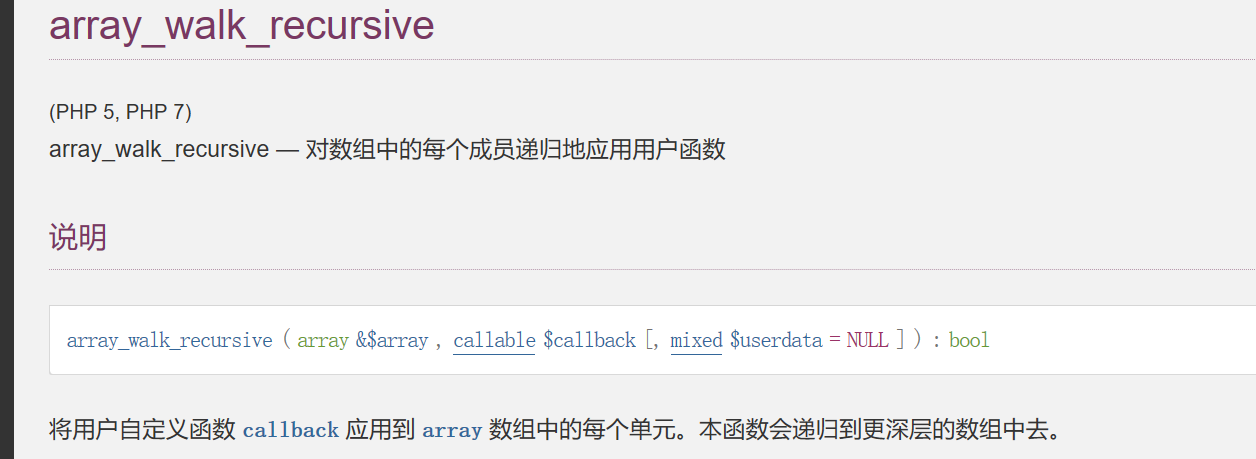 array_walk_recursive
(PHP 5, PHP 7)
array_walk_recursive — 对数组中的每个成员递归地应用用户函数
说明
array_walk_recursive ( array &$array , callable $callback [, mixed $userdata = NULL ] ) : bool
将用户自定义函数 callback 应用到 array 数组中的每个单元。本函数会递归到更深层的数组中去。